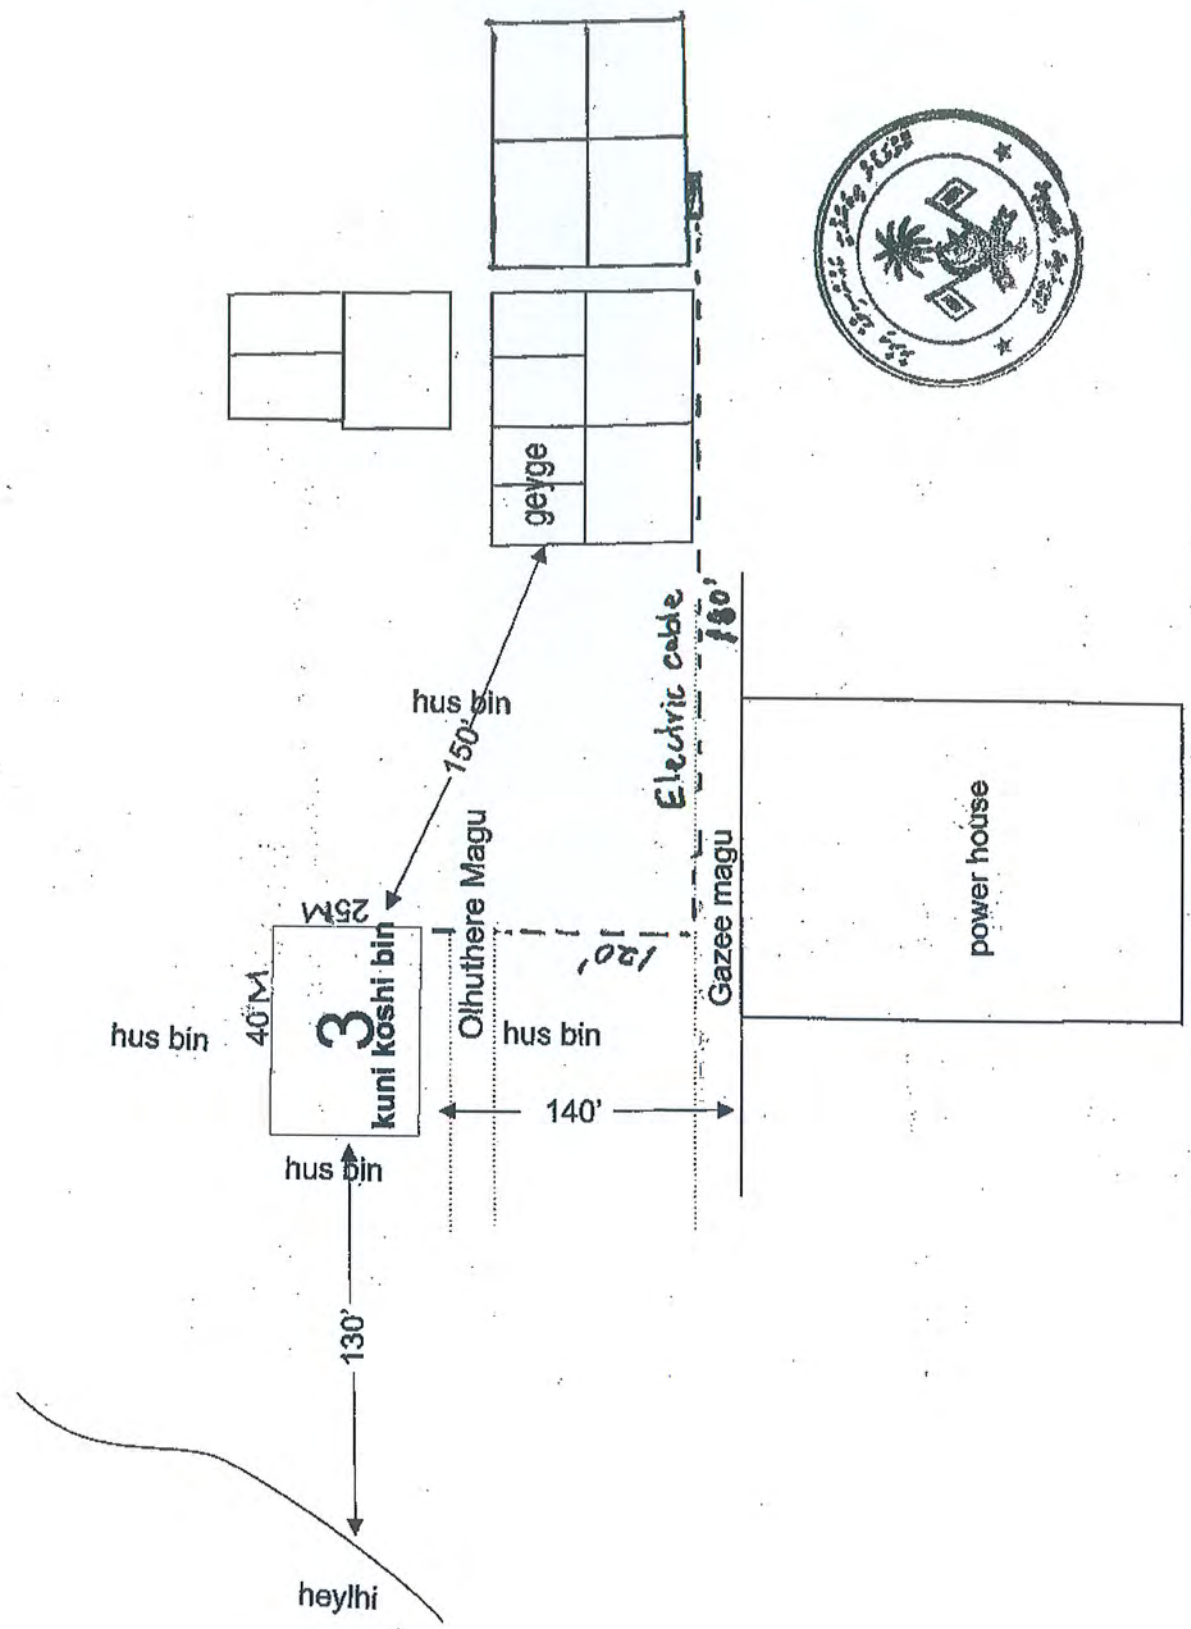 geyge
hus bin
150'
Electric cable
180'
25M
40M
3
kuni koshi bin
hus bin
Olhuthere Magu
120'
hus bin
Gazee magu
power house
140'
hus bin
130'
heylhi